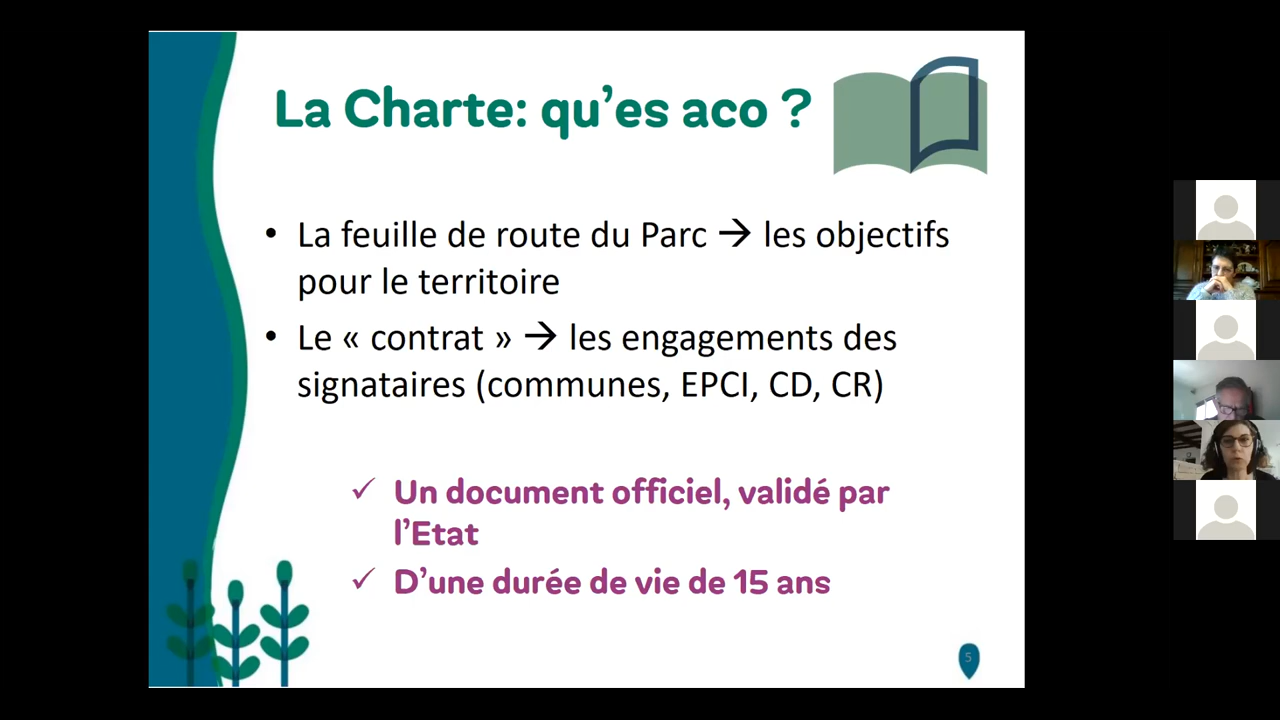 La Charte: qu’es aco ?
• La feuille de route du Parc → les objectifs
pour le territoire
• Le « contrat » → les engagements des
signataires (communes, EPCI, CD, CR)
✓ Un document officiel, validé par
l’Etat
✓ D’une durée de vie de 15 ans
5